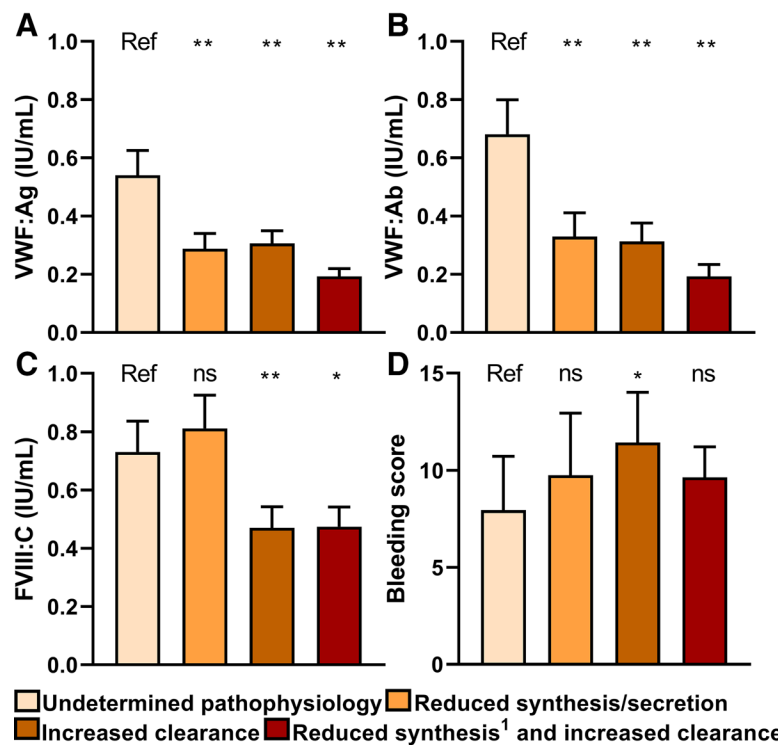 A
B
1.0
0.8
0.6
0.4
0.2
0.0
VWF:Ag (IU/mL)
Ref
**
**
**
1.0
0.8
0.6
0.4
0.2
0.0
VWF:Ab (IU/mL)
Ref
**
**
**
C
D
1.0
0.8
0.6
0.4
0.2
0.0
FVIII:C (IU/mL)
Ref
ns
**
*
15
10
5
0
Bleeding score
Ref
ns
*
ns
Undetermined pathophysiology
Reduced synthesis/secretion
Increased clearance
Reduced synthesis¹ and increased clearance